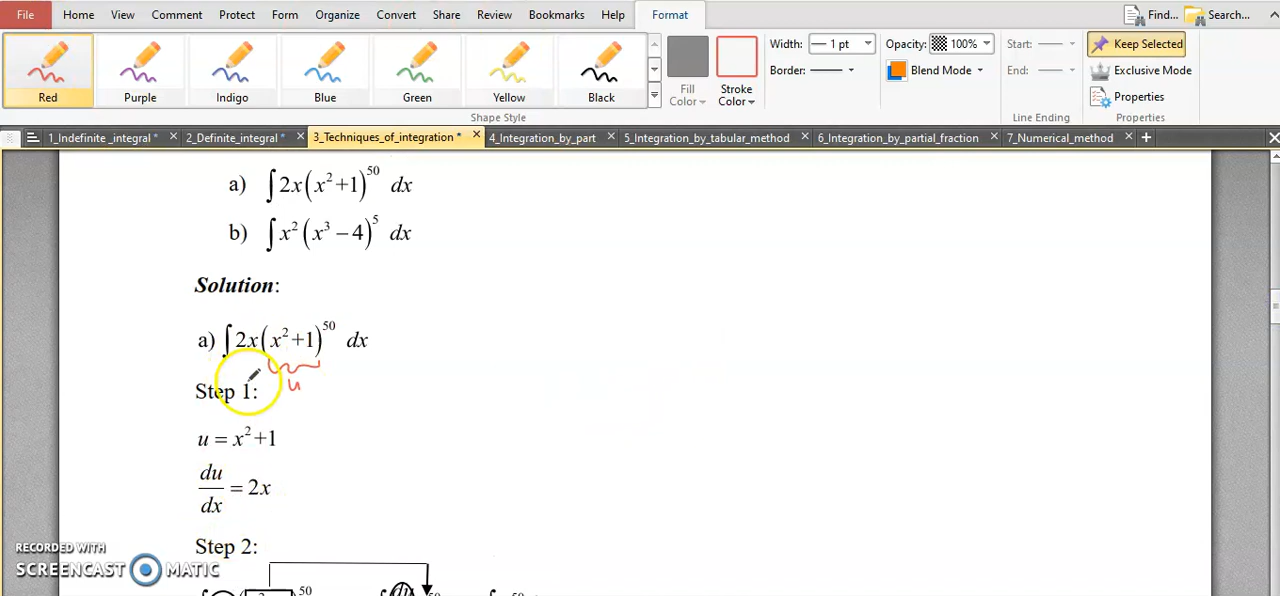 File Home View Comment Protect Form Organize Convert Share Review Bookmarks Help Format Find... Search...
Red Purple Indigo Blue Green Yellow Black
Shape Style
Fill Color
Stroke Color
Width: 1 pt
Border:
Opacity: 100%
Blend Mode
Start:
End:
Line Ending
Keep Selected
Exclusive Mode
Properties
Properties
1_Indefinite_integral * 2_Definite_integral * 3_Techniques_of_integration * 4_Integration_by_part 5_Integration_by_tabular_method 6_Integration_by_partial_fraction 7_Numerical_method
a) ∫2x(x²+1)⁵⁰ dx
b) ∫x²(x³−4)⁵ dx
Solution:
a) ∫2x(x²+1)⁵⁰ dx
u
Step 1:
u = x²+1
du/dx = 2x
Step 2:
RECORDED WITH
SCREENCAST MATIC